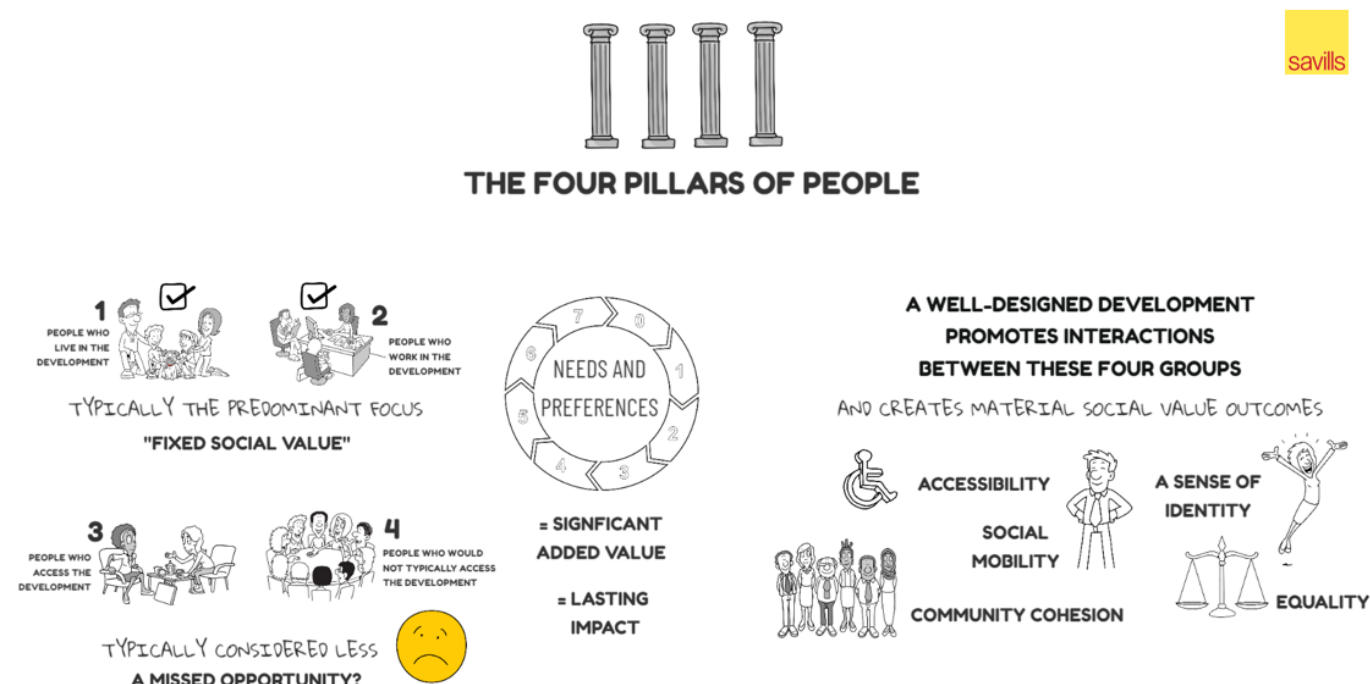 savills
THE FOUR PILLARS OF PEOPLE
1
PEOPLE WHO
LIVE IN THE
DEVELOPMENT
2
PEOPLE WHO
WORK IN THE
DEVELOPMENT
TYPICALLY THE PREDOMINANT FOCUS
"FIXED SOCIAL VALUE"
3
PEOPLE WHO
ACCESS THE
DEVELOPMENT
4
PEOPLE WHO WOULD
NOT TYPICALLY ACCESS
THE DEVELOPMENT
TYPICALLY CONSIDERED LESS
A MISSED OPPORTUNITY?
7
0
6
1
5
2
4
3
NEEDS AND
PREFERENCES
= SIGNFICANT
ADDED VALUE
= LASTING
IMPACT
A WELL-DESIGNED DEVELOPMENT
PROMOTES INTERACTIONS
BETWEEN THESE FOUR GROUPS
AND CREATES MATERIAL SOCIAL VALUE OUTCOMES
ACCESSIBILITY
SOCIAL
MOBILITY
A SENSE OF
IDENTITY
COMMUNITY COHESION
EQUALITY